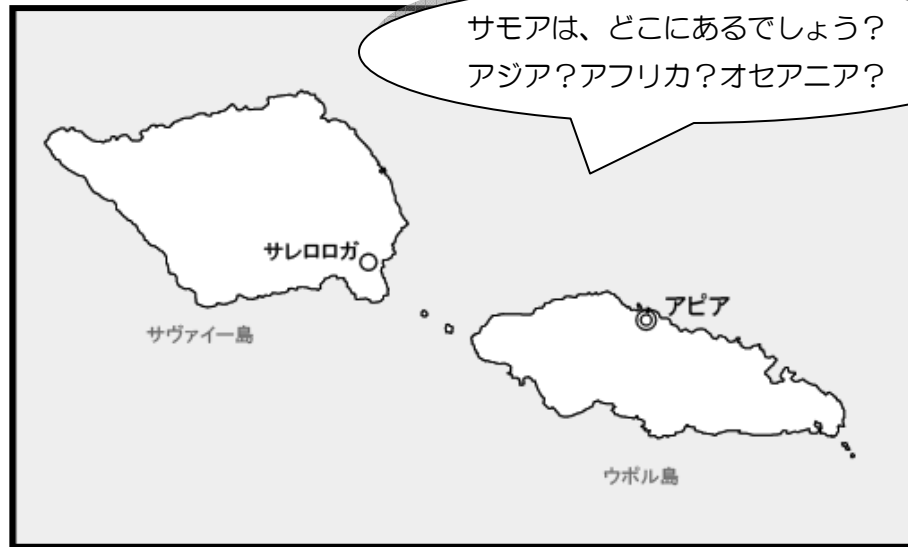 サモアは、どこにあるでしょう？
アジア？アフリカ？オセアニア？
サレロロガ
アピア
サヴァイー島
ウポル島